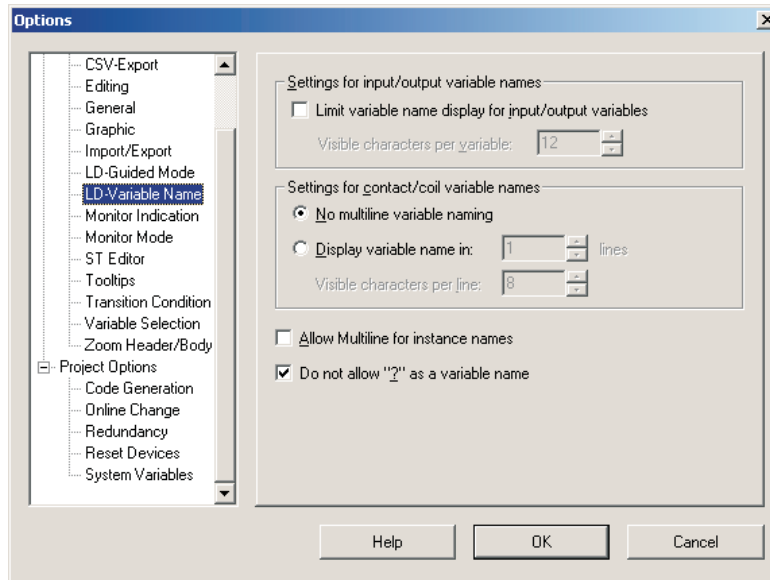 Options
CSV-Export
Editing
General
Graphic
Import/Export
LD-Guided Mode
LD-Variable Name
Monitor Indication
Monitor Mode
ST Editor
Tooltips
Transition Condition
Variable Selection
Zoom Header/Body
Project Options
Code Generation
Online Change
Redundancy
Reset Devices
System Variables
Settings for input/output variable names
Limit variable name display for input/output variables
Visible characters per variable: 12
Settings for contact/coil variable names
No multiline variable naming
Display variable name in: 1 lines
Visible characters per line: 8
Allow Multiline for instance names
Do not allow "?" as a variable name
Help OK Cancel